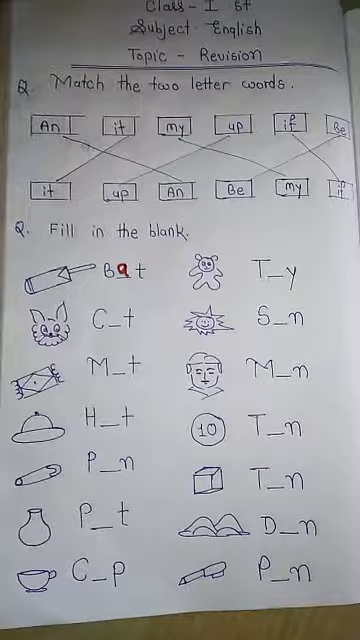 Class - I st
Subject - English
Topic - Revision
Q. Match the two letter words.
An it my up if Be
it up An Be my if
Q. Fill in the blank.
Bat T_y
C_t S_n
M_t M_n
H_t 10 T_n
P_n T_n
P_t D_n
C_p P_n